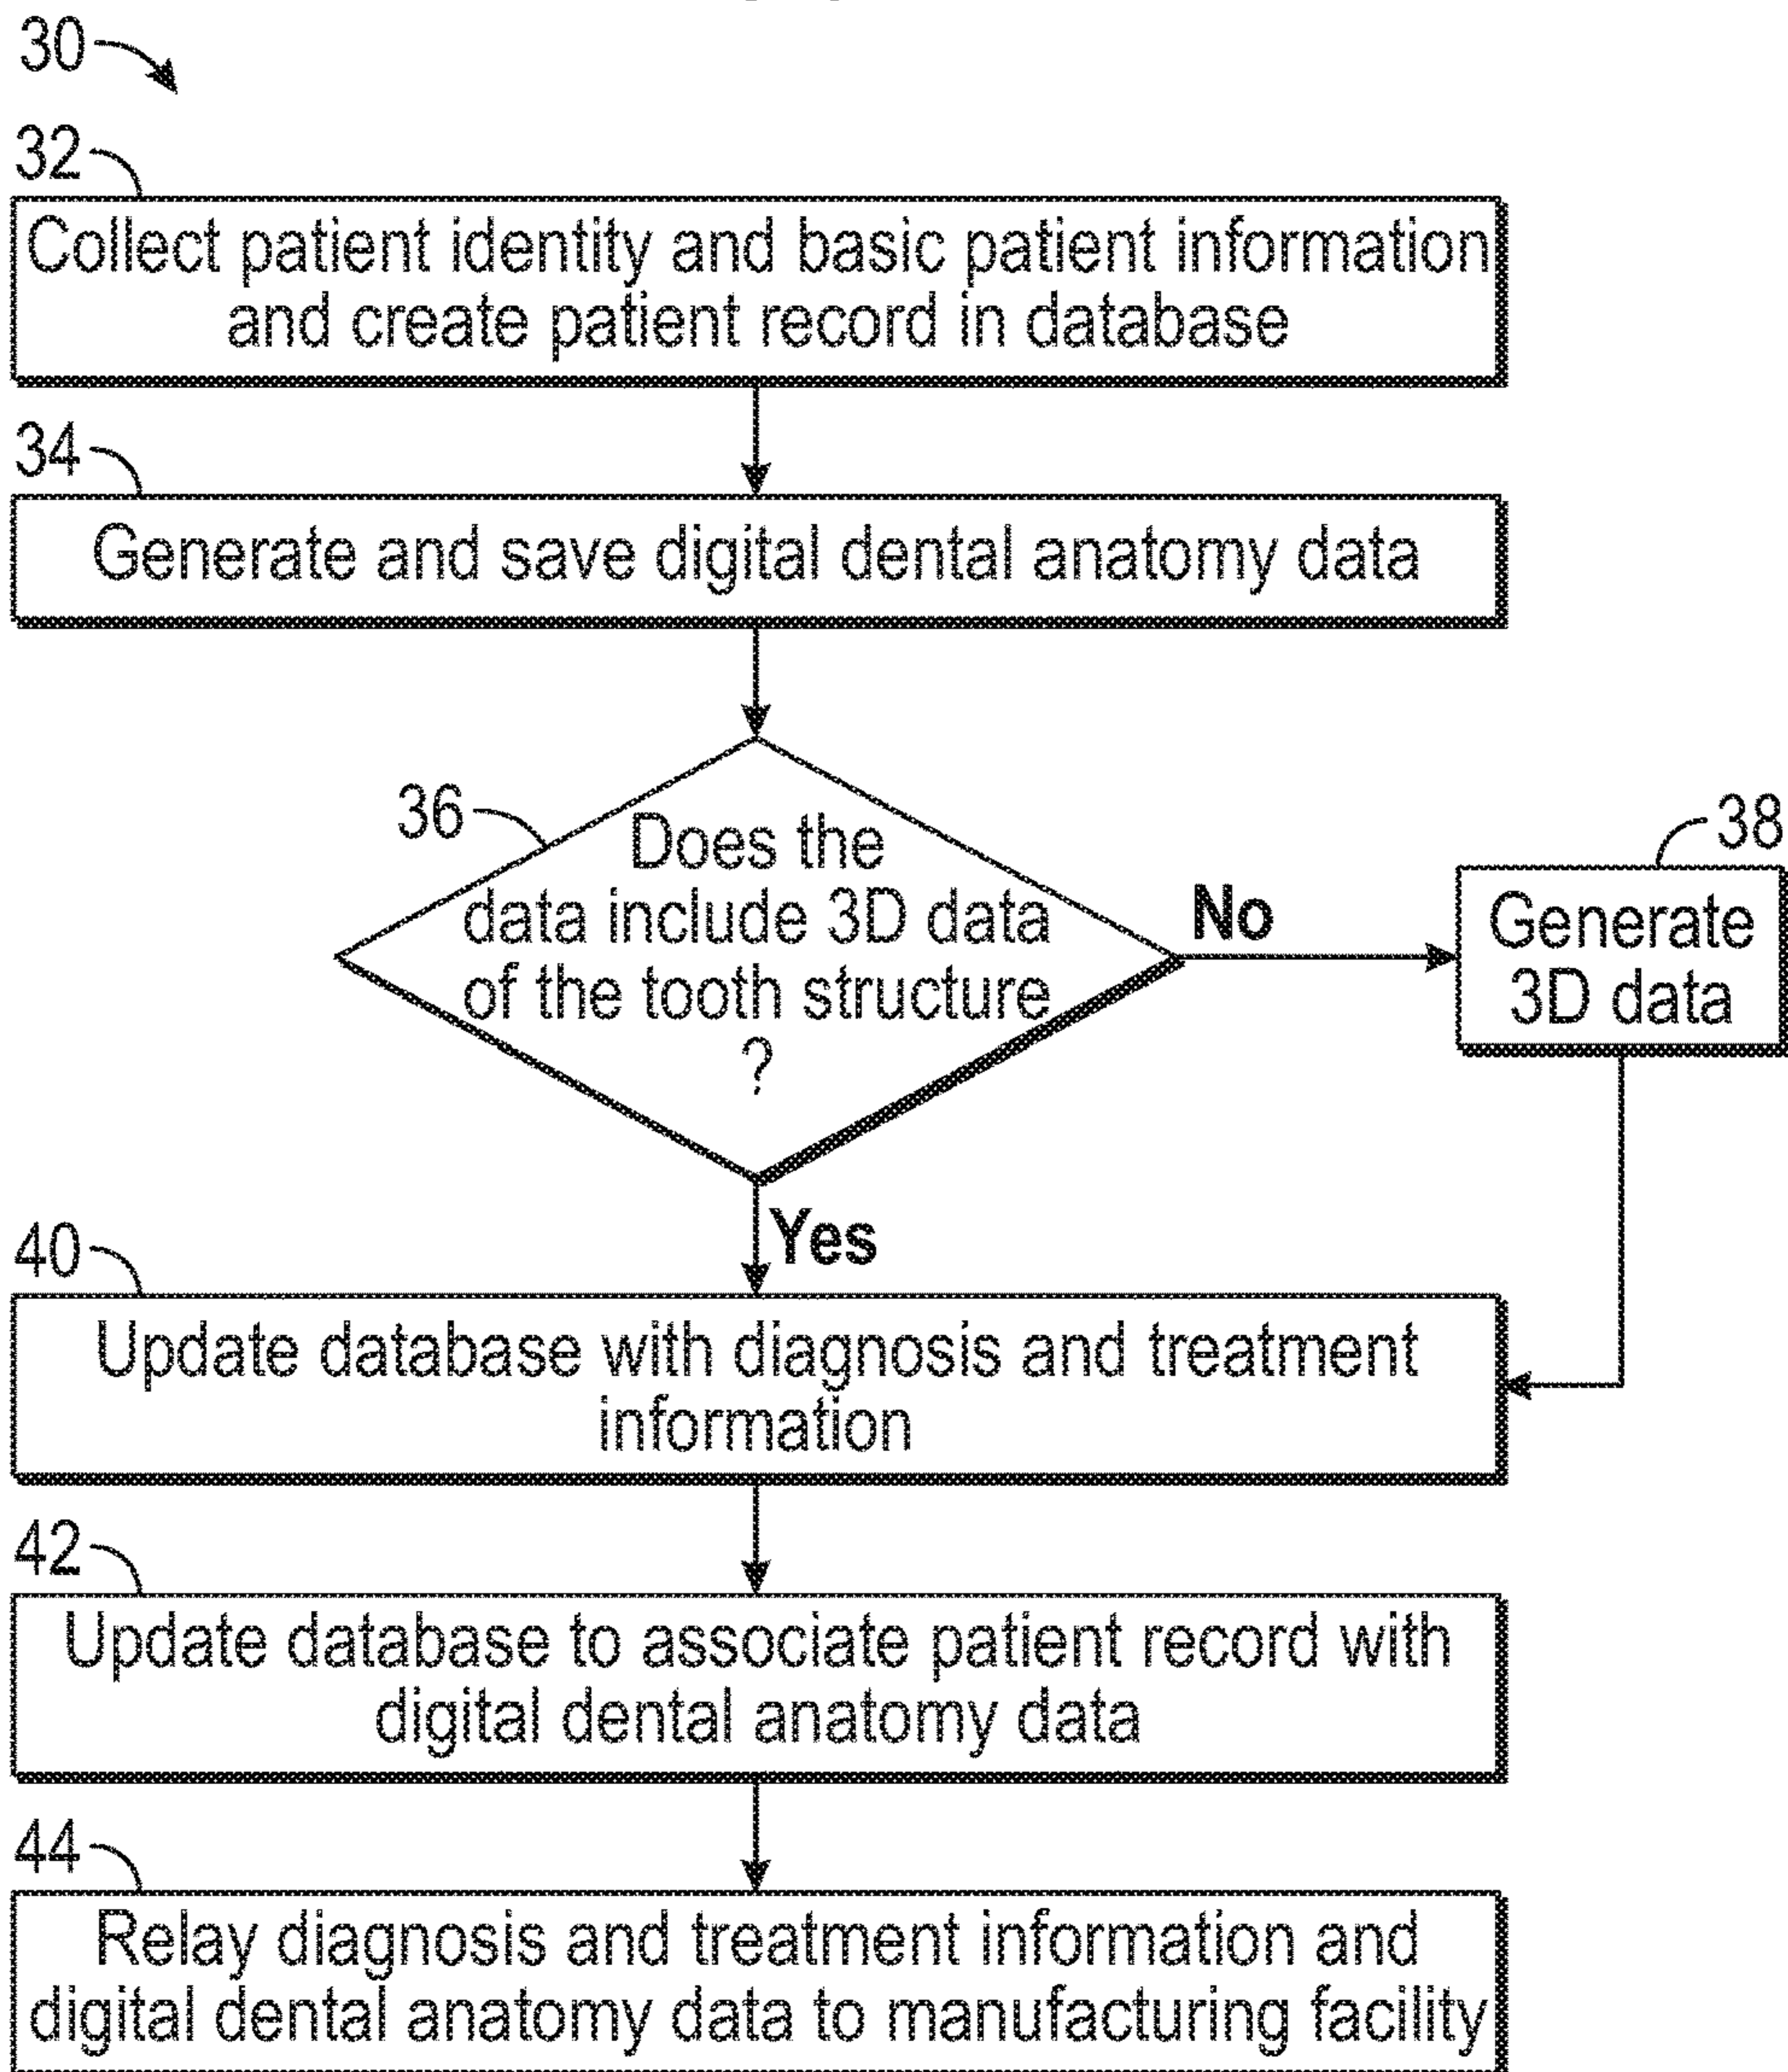 30
32
Collect patient identity and basic patient information
and create patient record in database
34
Generate and save digital dental anatomy data
36
Does the
data include 3D data
of the tooth structure
?
No
38
Generate
3D data
Yes
40
Update database with diagnosis and treatment
information
42
Update database to associate patient record with
digital dental anatomy data
44
Relay diagnosis and treatment information and
digital dental anatomy data to manufacturing facility